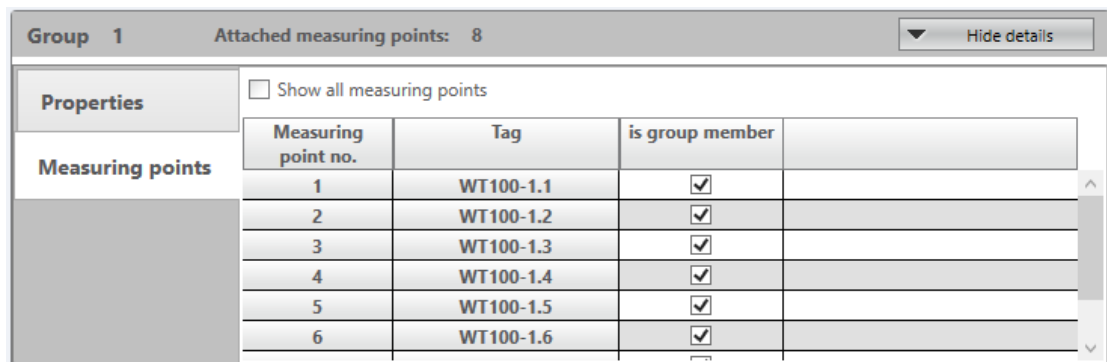 Group 1 Attached measuring points: 8 Hide details
Properties
Measuring points
Show all measuring points
Measuring point no. Tag is group member
1 WT100-1.1
2 WT100-1.2
3 WT100-1.3
4 WT100-1.4
5 WT100-1.5
6 WT100-1.6